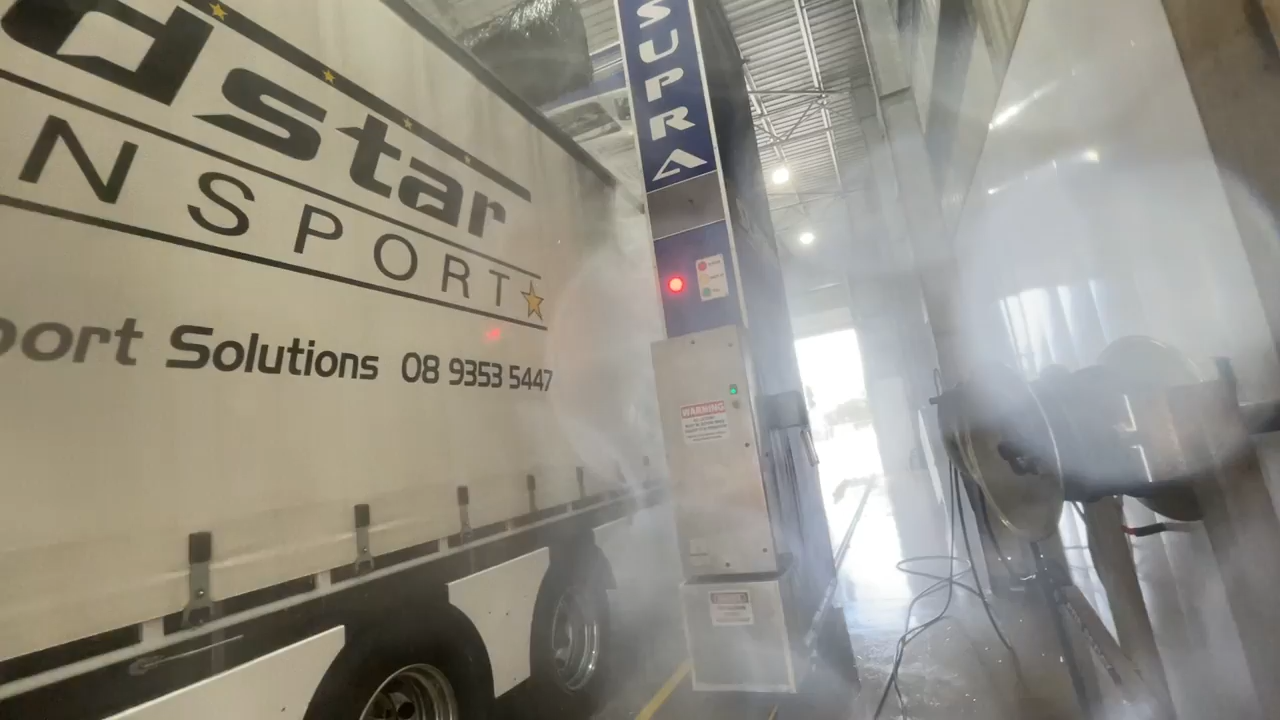 dstar
NSPORT
port Solutions 08 9353 5447
SUPRA
WARNING